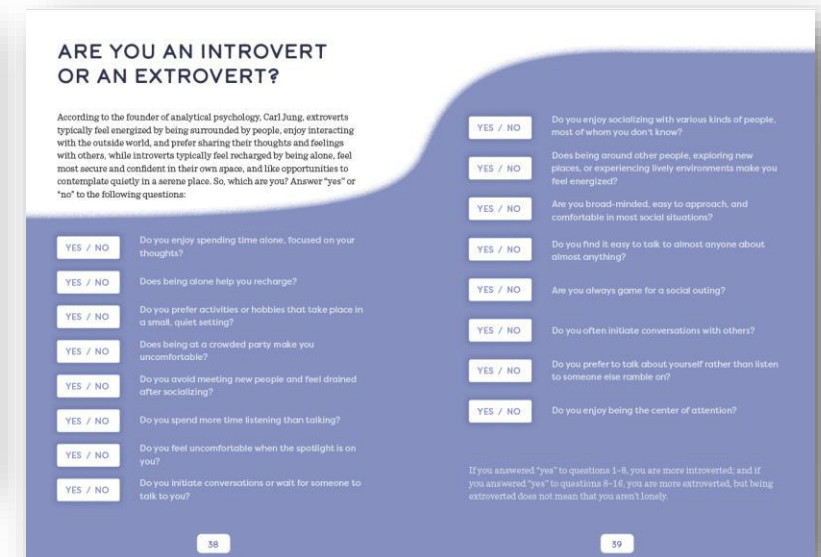 ARE YOU AN INTROVERT
OR AN EXTROVERT?
According to the founder of analytical psychology, Carl Jung, extroverts
typically feel energized by being surrounded by people, enjoy interacting
with the outside world, and prefer sharing their thoughts and feelings
with others, while introverts typically feel recharged by being alone, feel
most secure and confident in their own space, and like opportunities to
contemplate quietly in a serene place. So, which are you? Answer “yes” or
“no” to the following questions:
YES / NO
Do you enjoy spending time alone, focused on your
thoughts?
YES / NO
Does being alone help you recharge?
YES / NO
Do you prefer activities or hobbies that take place in
a small, quiet setting?
YES / NO
Does being at a crowded party make you
uncomfortable?
YES / NO
Do you avoid meeting new people and feel drained
after socializing?
YES / NO
Do you spend more time listening than talking?
YES / NO
Do you feel uncomfortable when the spotlight is on
you?
YES / NO
Do you initiate conversations or wait for someone to
talk to you?
38
YES / NO
Do you enjoy socializing with various kinds of people,
most of whom you don't know?
YES / NO
Does being around other people, exploring new
places, or experiencing lively environments make you
feel energized?
YES / NO
Are you broad-minded, easy to approach, and
comfortable in most social situations?
YES / NO
Do you find it easy to talk to almost anyone about
almost anything?
YES / NO
Are you always game for a social outing?
YES / NO
Do you often initiate conversations with others?
YES / NO
Do you prefer to talk about yourself rather than listen
to someone else ramble on?
YES / NO
Do you enjoy being the center of attention?
If you answered “yes” to questions 1–8, you are more introverted; and if
you answered “yes” to questions 8–16, you are more extroverted, but being
extroverted does not mean that you aren't lonely.
39